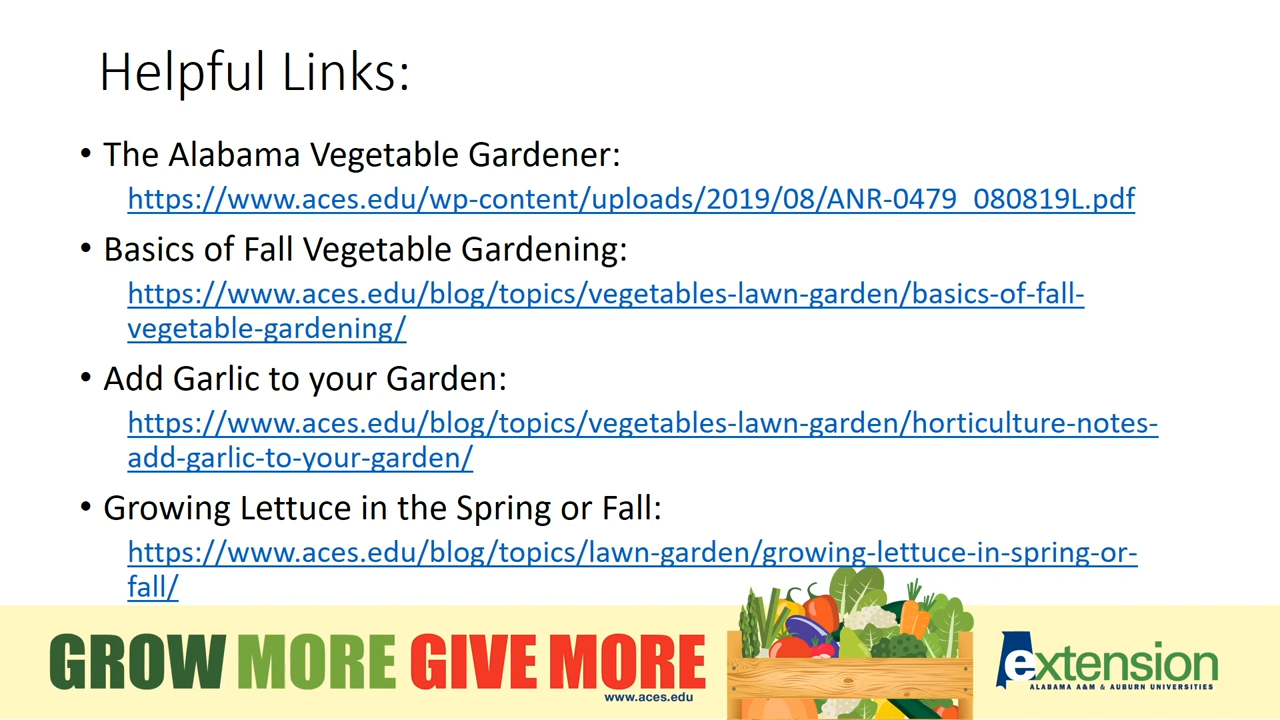 Helpful Links:
• The Alabama Vegetable Gardener:
https://www.aces.edu/wp-content/uploads/2019/08/ANR-0479_080819L.pdf
• Basics of Fall Vegetable Gardening:
https://www.aces.edu/blog/topics/vegetables-lawn-garden/basics-of-fall-
vegetable-gardening/
• Add Garlic to your Garden:
https://www.aces.edu/blog/topics/vegetables-lawn-garden/horticulture-notes-
add-garlic-to-your-garden/
• Growing Lettuce in the Spring or Fall:
https://www.aces.edu/blog/topics/lawn-garden/growing-lettuce-in-spring-or-
fall/
GROW MORE GIVE MORE
www.aces.edu
extension
ALABAMA A&M & AUBURN UNIVERSITIES